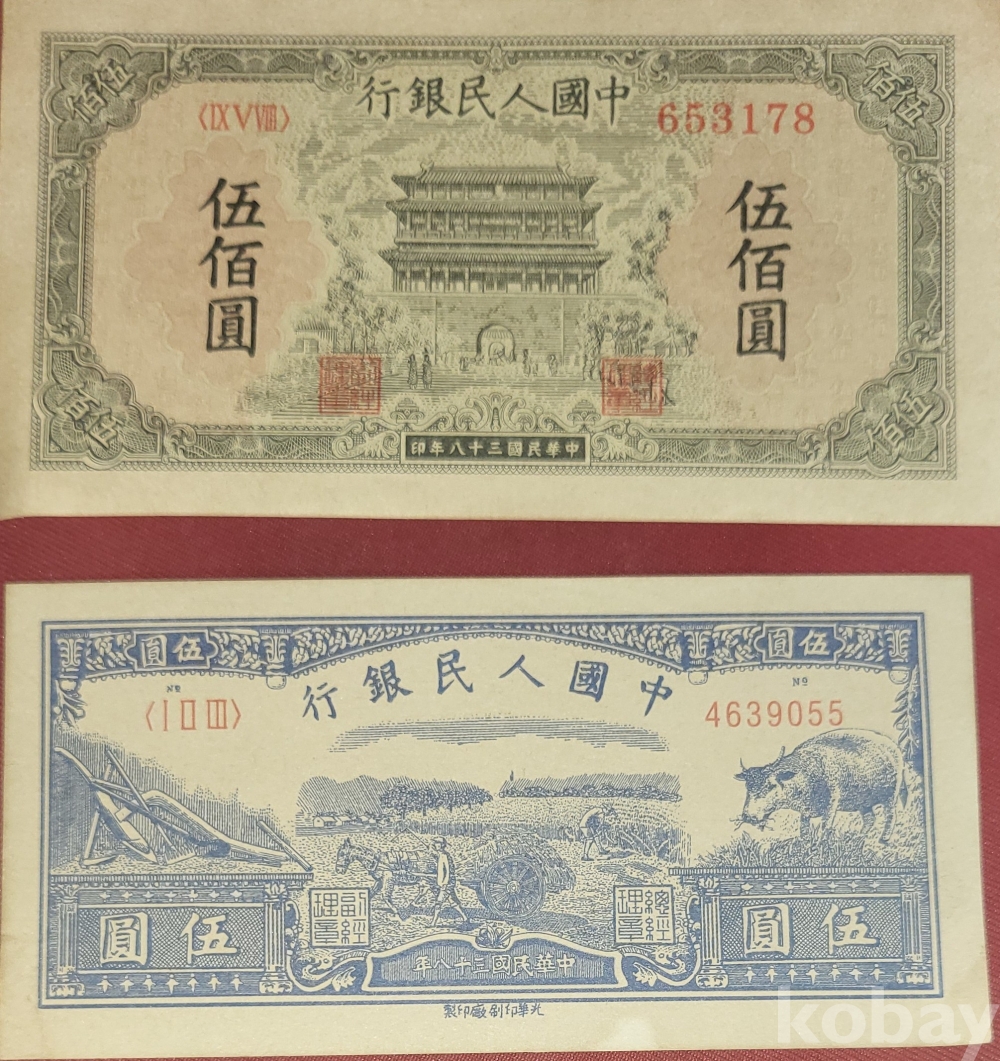 伍佰
伍佰
中國人民銀行
〈IX V VIII〉
653178
伍佰圓
伍佰圓
伍佰
伍佰
中華民國三十八年印
伍圓
伍圓
中國人民銀行
№
〈I II III〉
№
4639055
伍圓
副經理章
總經理章
伍圓
中華民國三十八年
光華印刷廠印製
kobay